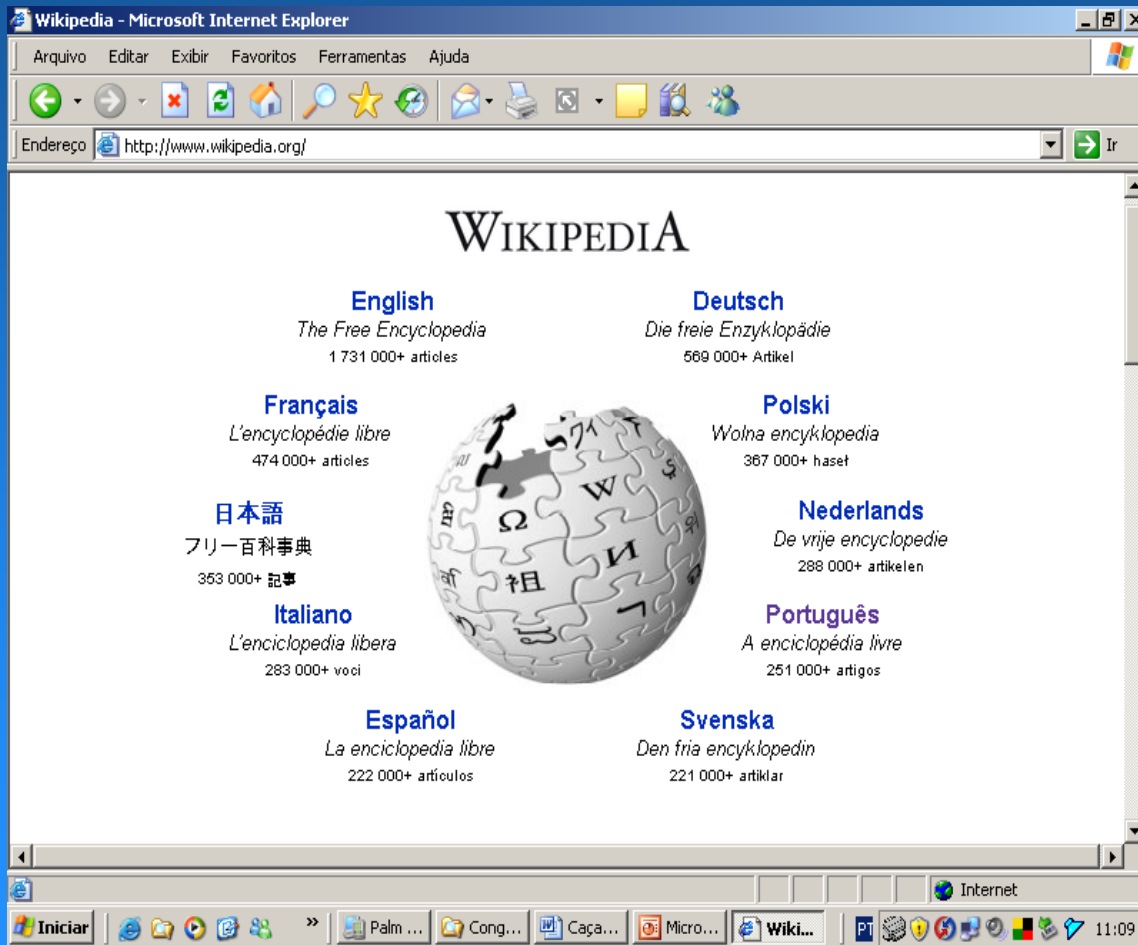 Wikipedia - Microsoft Internet Explorer
Arquivo Editar Exibir Favoritos Ferramentas Ajuda
Endereço http://www.wikipedia.org/ Ir
WIKIPEDIA
English
The Free Encyclopedia
1 731 000+ articles
Deutsch
Die freie Enzyklopädie
569 000+ Artikel
Français
L'encyclopédie libre
474 000+ articles
Polski
Wolna encyklopedia
367 000+ haseł
日本語
フリー百科事典
353 000+ 記事
Nederlands
De vrije encyclopedie
288 000+ artikelen
Italiano
L'enciclopedia libera
283 000+ voci
Português
A enciclopédia livre
251 000+ artigos
Español
La enciclopedia libre
222 000+ artículos
Svenska
Den fria encyklopedin
221 000+ artiklar
Ω W И 祖 ワイ
Internet
Iniciar » Palm ... Cong... Caça... Micro... Wiki... PT 11:09